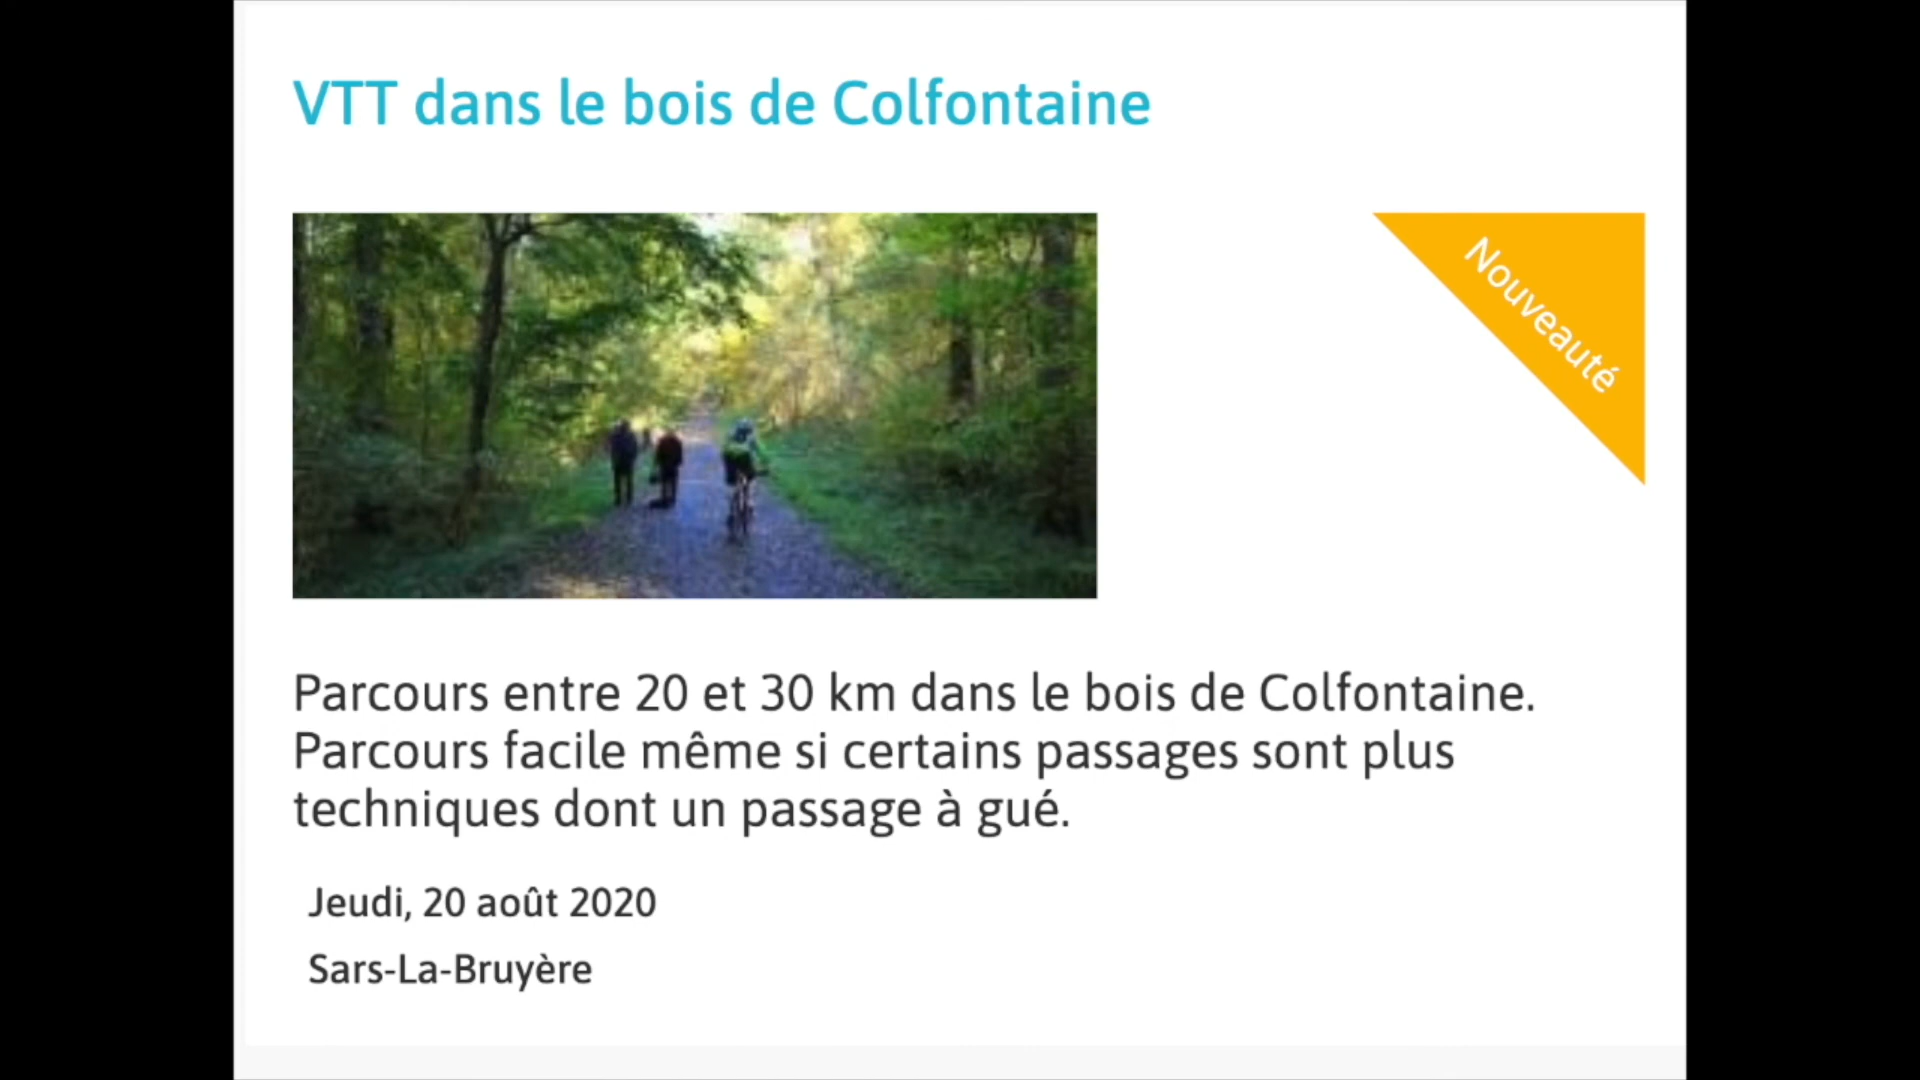 VTT dans le bois de Colfontaine
Nouveauté
Parcours entre 20 et 30 km dans le bois de Colfontaine.
Parcours facile même si certains passages sont plus
techniques dont un passage à gué.
Jeudi, 20 août 2020
Sars-La-Bruyère